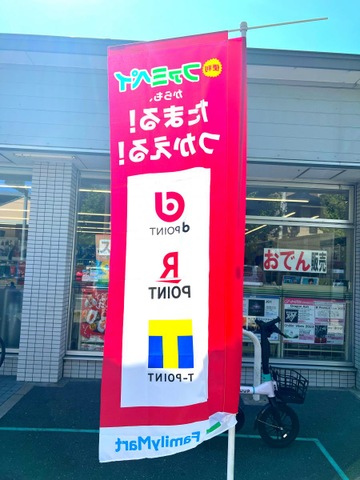 便利
ファミペイ
からも、
たまる!
つかえる!
d
d POINT
R
POINT
T
T-POINT
FamilyMart
おでん販売